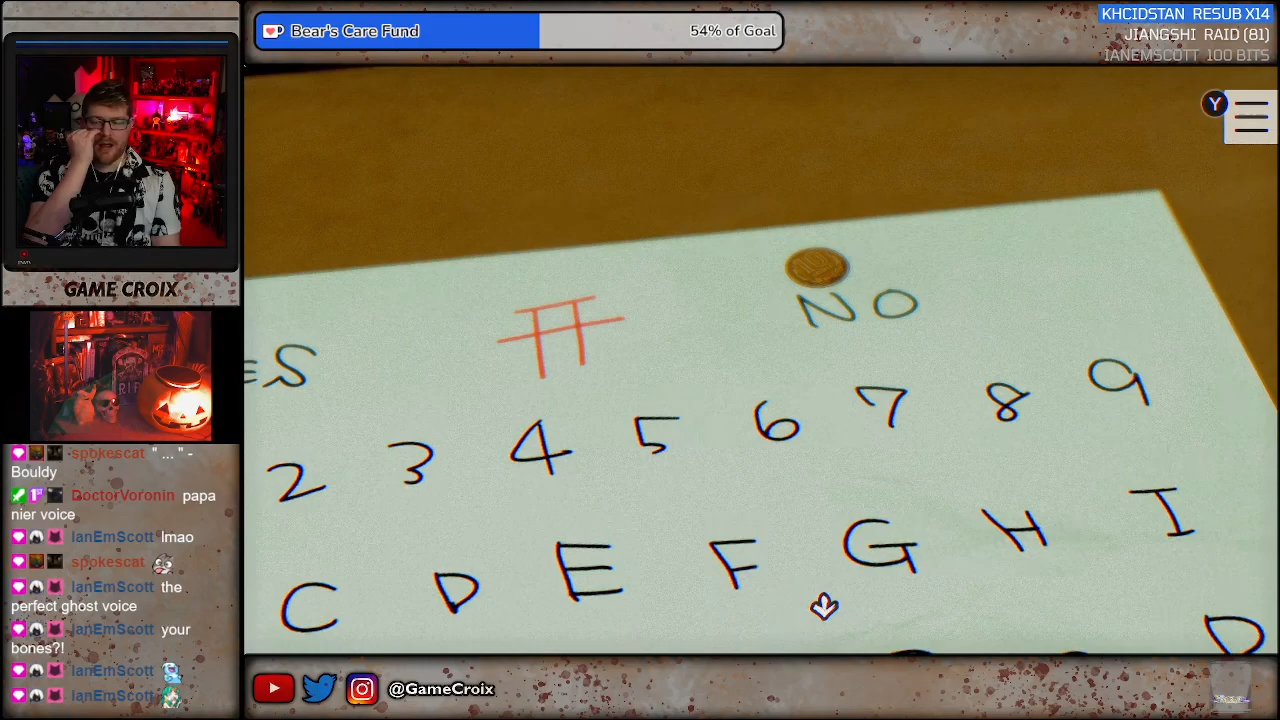 Bear's Care Fund
54% of Goal
KHCIDSTAN RESUB X14
JIANGSHI RAID (81)
IANEMSCOTT 100 BITS
Y
NO
ES
2 3 4 5 6 7 8 9
C D E F G H I
GAME CROIX
RIP
spokescat " ... " -
Bouldy
DoctorVoronin papa
nier voice
IanEmScott lmao
spokescat
IanEmScott the
perfect ghost voice
IanEmScott your
bones?!
IanEmScott
IanEmScott
@GameCroix